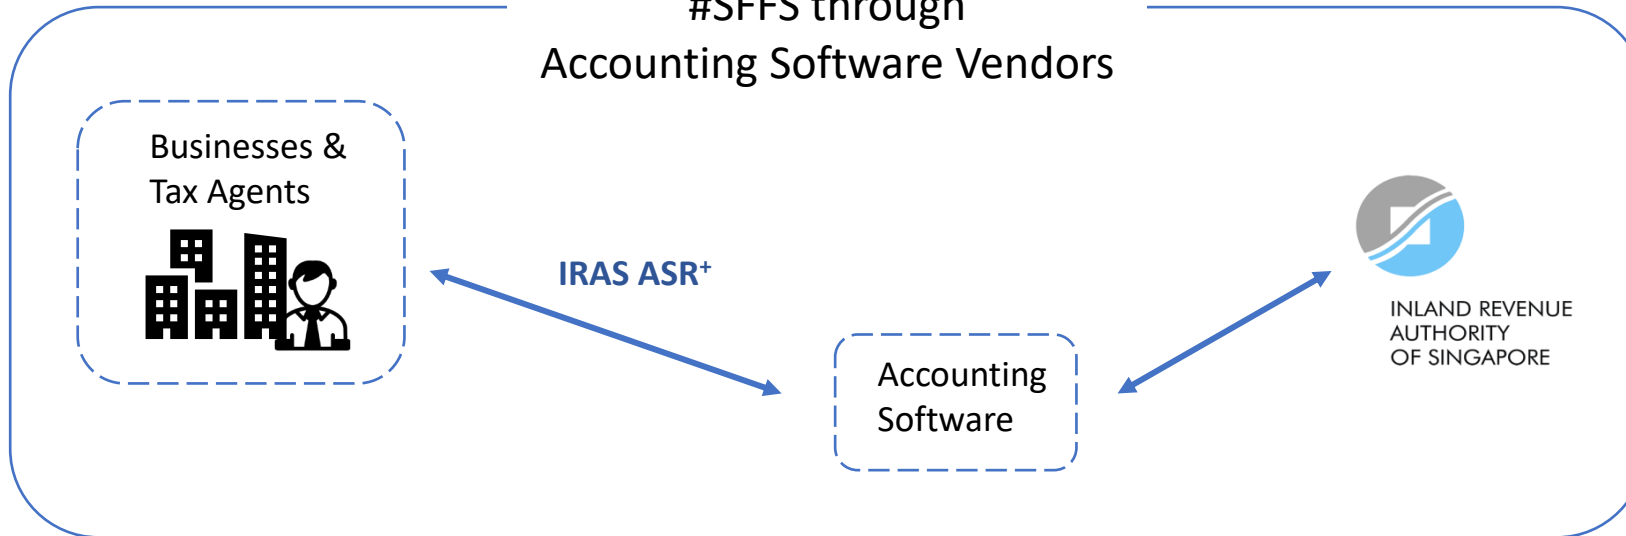 #SFFS through
Accounting Software Vendors
Businesses &
Tax Agents
IRAS ASR⁺
Accounting
Software
INLAND REVENUE
AUTHORITY
OF SINGAPORE